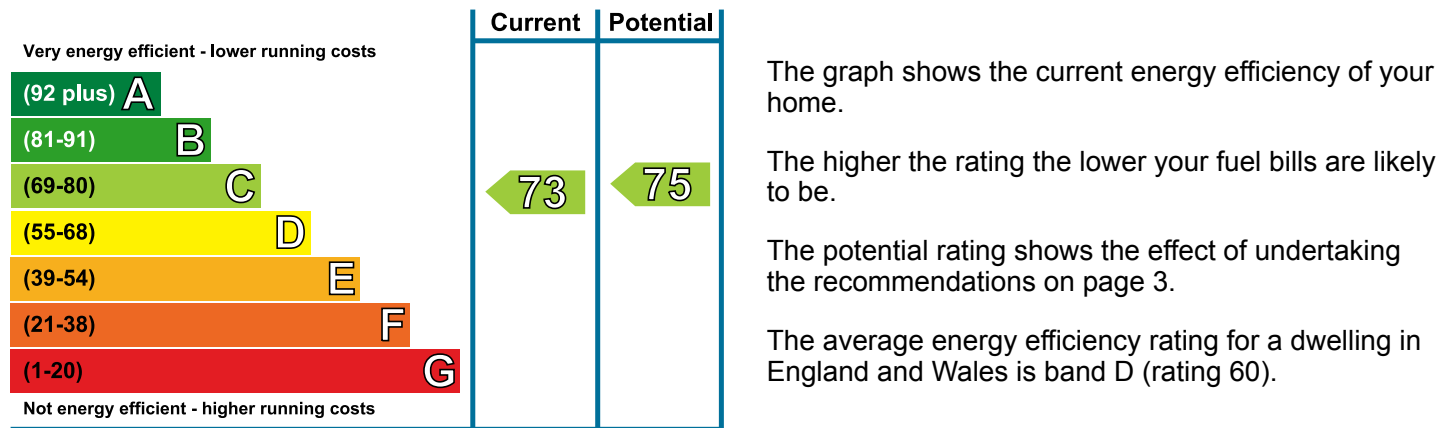 Current Potential
Very energy efficient - lower running costs
(92 plus) A
(81-91) B
(69-80) C
(55-68) D
(39-54) E
(21-38) F
(1-20) G
Not energy efficient - higher running costs
73 75
The graph shows the current energy efficiency of your
home.
The higher the rating the lower your fuel bills are likely
to be.
The potential rating shows the effect of undertaking
the recommendations on page 3.
The average energy efficiency rating for a dwelling in
England and Wales is band D (rating 60).